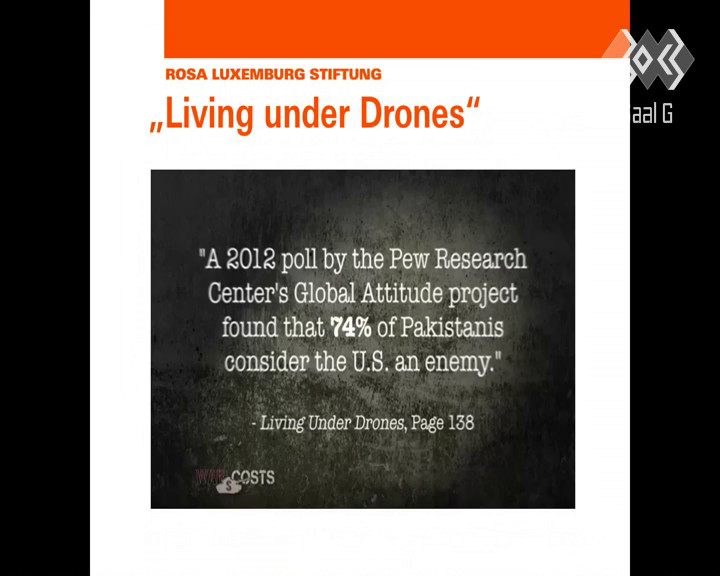 ROSA LUXEMBURG STIFTUNG
„Living under Drones“
aal G
"A 2012 poll by the Pew Research
Center's Global Attitude project
found that 74% of Pakistanis
consider the U.S. an enemy."
- Living Under Drones, Page 138
WAR COSTS
$